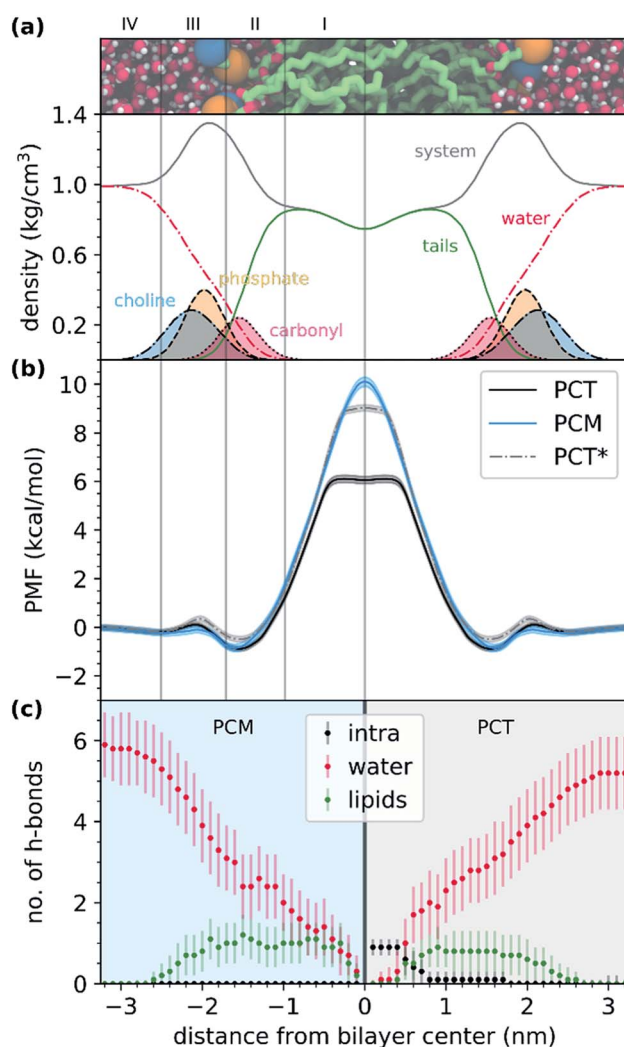 (a)
IV III II I
1.4
1.0
0.6
0.2
density (kg/cm³)
system
water
tails
phosphate
choline
carbonyl
(b)
10
8
6
4
2
0
−2
PMF (kcal/mol)
PCT
PCM
PCT*
(c)
6
4
2
0
no. of h-bonds
PCM
PCT
intra
water
lipids
−3 −2 −1 0 1 2 3
distance from bilayer center (nm)